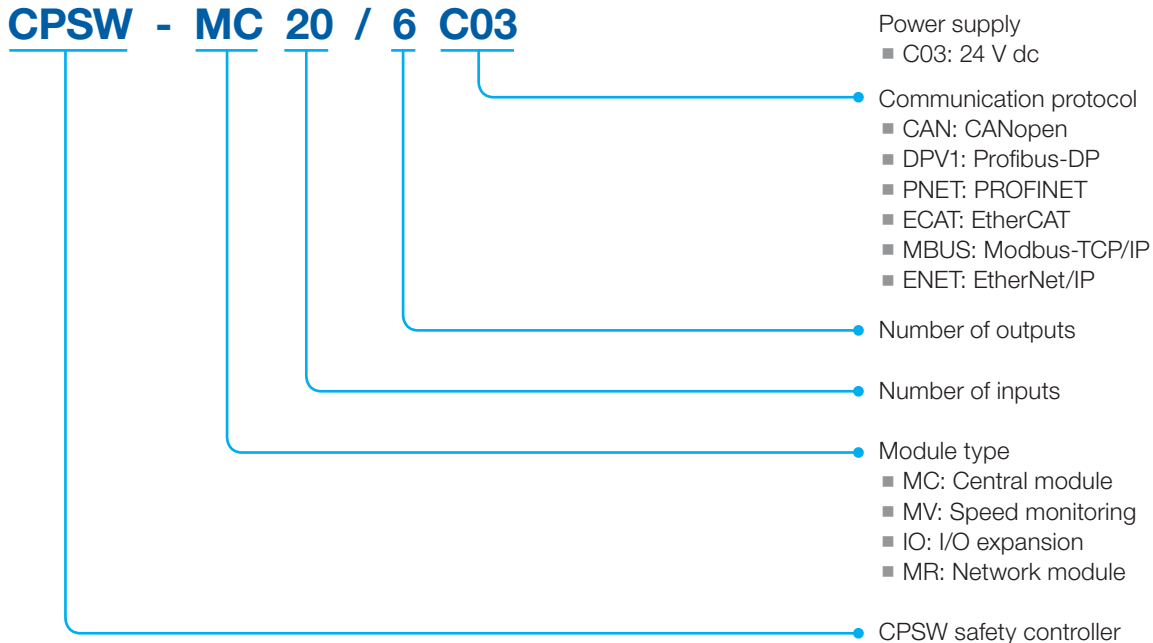 CPSW - MC 20 / 6 C03
Power supply
■ C03: 24 V dc
Communication protocol
■ CAN: CANopen
■ DPV1: Profibus-DP
■ PNET: PROFINET
■ ECAT: EtherCAT
■ MBUS: Modbus-TCP/IP
■ ENET: EtherNet/IP
Number of outputs
Number of inputs
Module type
■ MC: Central module
■ MV: Speed monitoring
■ IO: I/O expansion
■ MR: Network module
CPSW safety controller